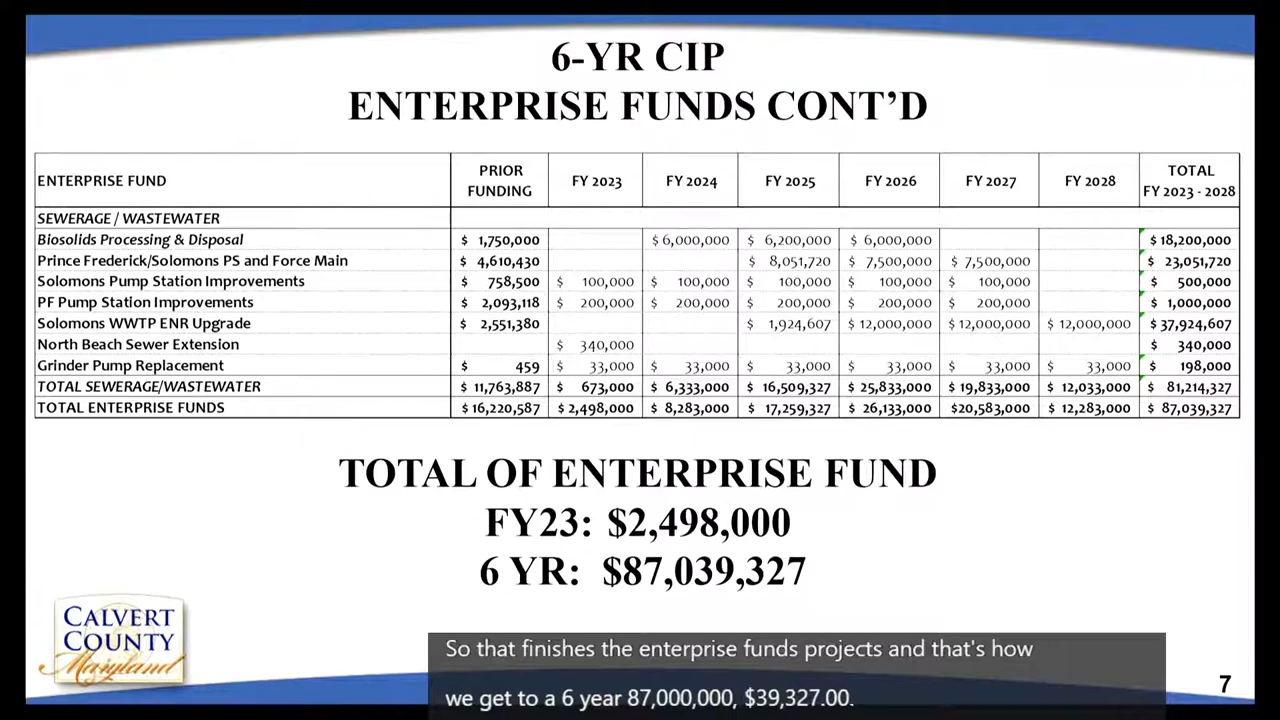 6-YR CIP
ENTERPRISE FUNDS CONT’D
ENTERPRISE FUND PRIOR FUNDING FY 2023 FY 2024 FY 2025 FY 2026 FY 2027 FY 2028 TOTAL FY 2023 - 2028
SEWERAGE / WASTEWATER
Biosolids Processing & Disposal $ 1,750,000 $ 6,000,000 $ 6,200,000 $ 6,000,000 $ 18,200,000
Prince Frederick/Solomons PS and Force Main $ 4,610,430 $ 8,051,720 $ 7,500,000 $ 7,500,000 $ 23,051,720
Solomons Pump Station Improvements $ 758,500 $ 100,000 $ 100,000 $ 100,000 $ 100,000 $ 100,000 $ 500,000
PF Pump Station Improvements $ 2,093,118 $ 200,000 $ 200,000 $ 200,000 $ 200,000 $ 200,000 $ 1,000,000
Solomons WWTP ENR Upgrade $ 2,551,380 $ 1,924,607 $ 12,000,000 $ 12,000,000 $ 12,000,000 $ 37,924,607
North Beach Sewer Extension $ 340,000 $ 340,000
Grinder Pump Replacement $ 459 $ 33,000 $ 33,000 $ 33,000 $ 33,000 $ 33,000 $ 33,000 $ 198,000
TOTAL SEWERAGE/WASTEWATER $ 11,763,887 $ 673,000 $ 6,333,000 $ 16,509,327 $ 25,833,000 $ 19,833,000 $ 12,033,000 $ 81,214,327
TOTAL ENTERPRISE FUNDS $ 16,220,587 $ 2,498,000 $ 8,283,000 $ 17,259,327 $ 26,133,000 $20,583,000 $ 12,283,000 $ 87,039,327
TOTAL OF ENTERPRISE FUND
FY23: $2,498,000
6 YR: $87,039,327
CALVERT
COUNTY
Maryland
So that finishes the enterprise funds projects and that's how
we get to a 6 year 87,000,000, $39,327.00.
7